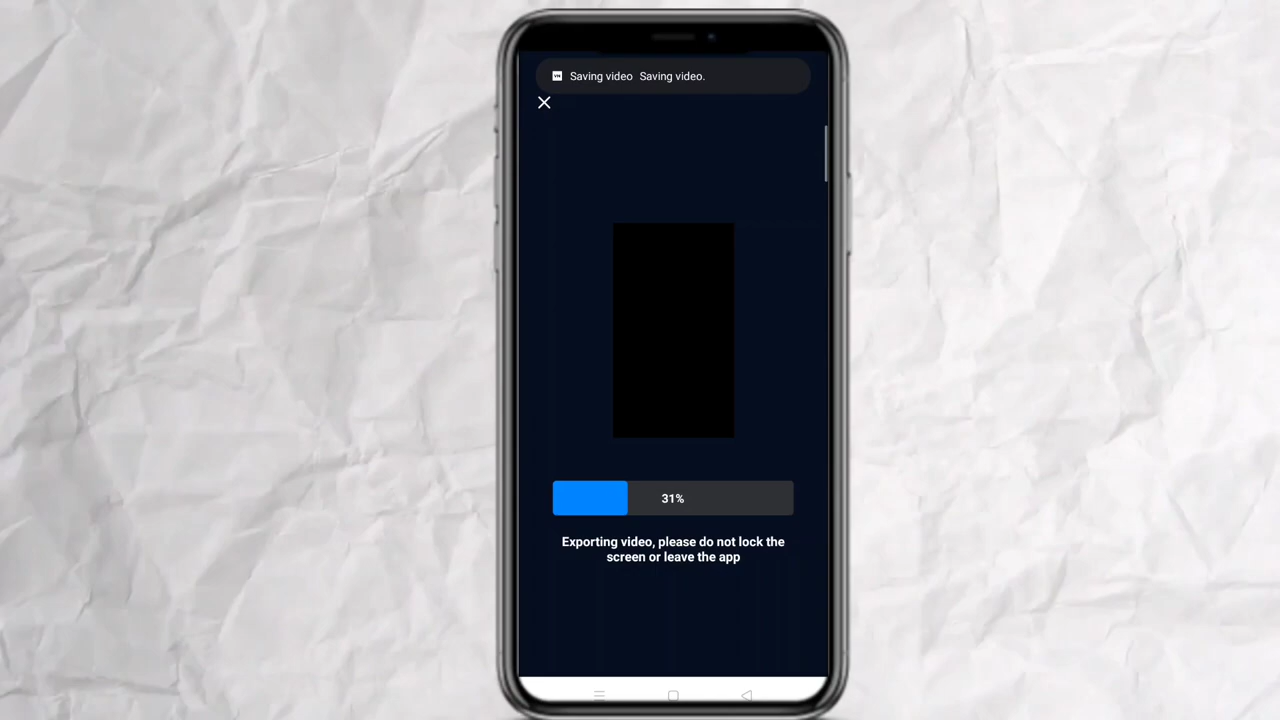 Saving video Saving video.
31%
Exporting video, please do not lock the
screen or leave the app